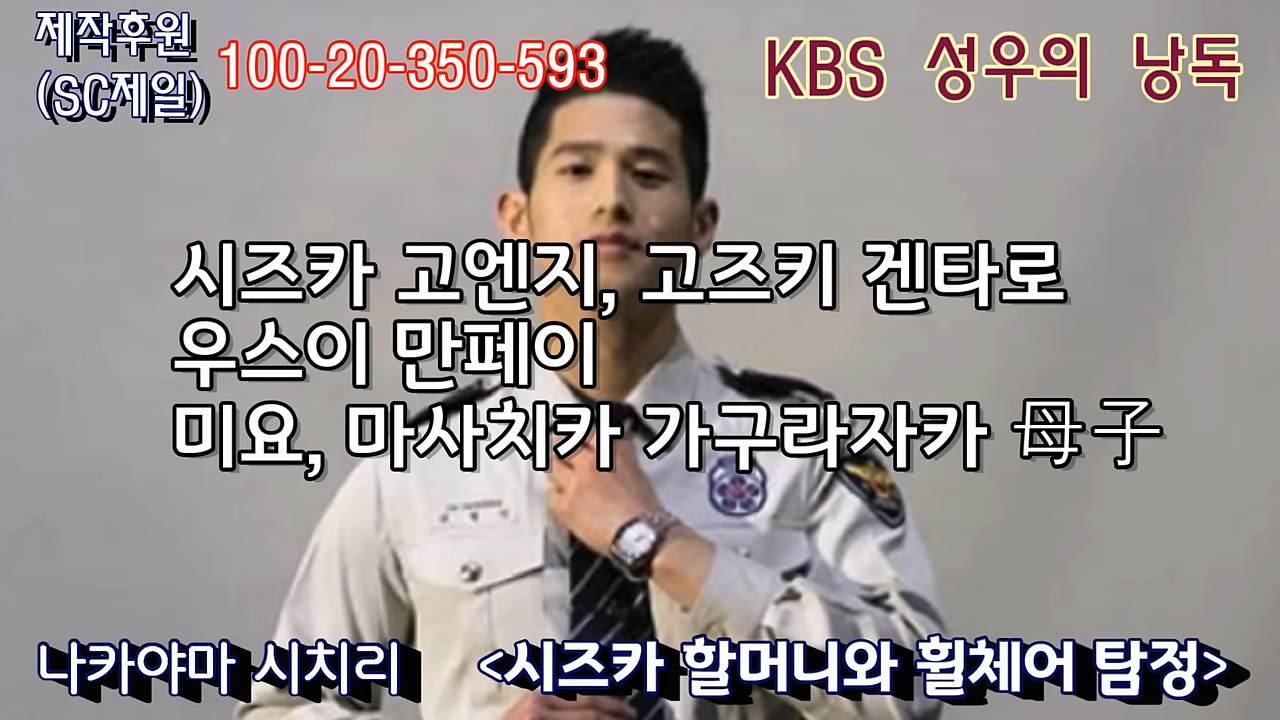 제작후원
(SC제일)
100-20-350-593
KBS 성우의 낭독
시즈카 고엔지, 고즈키 겐타로
우스이 만페이
미요, 마사치카 가구라자카 母子
나카야마 시치리
<시즈카 할머니와 휠체어 탐정>